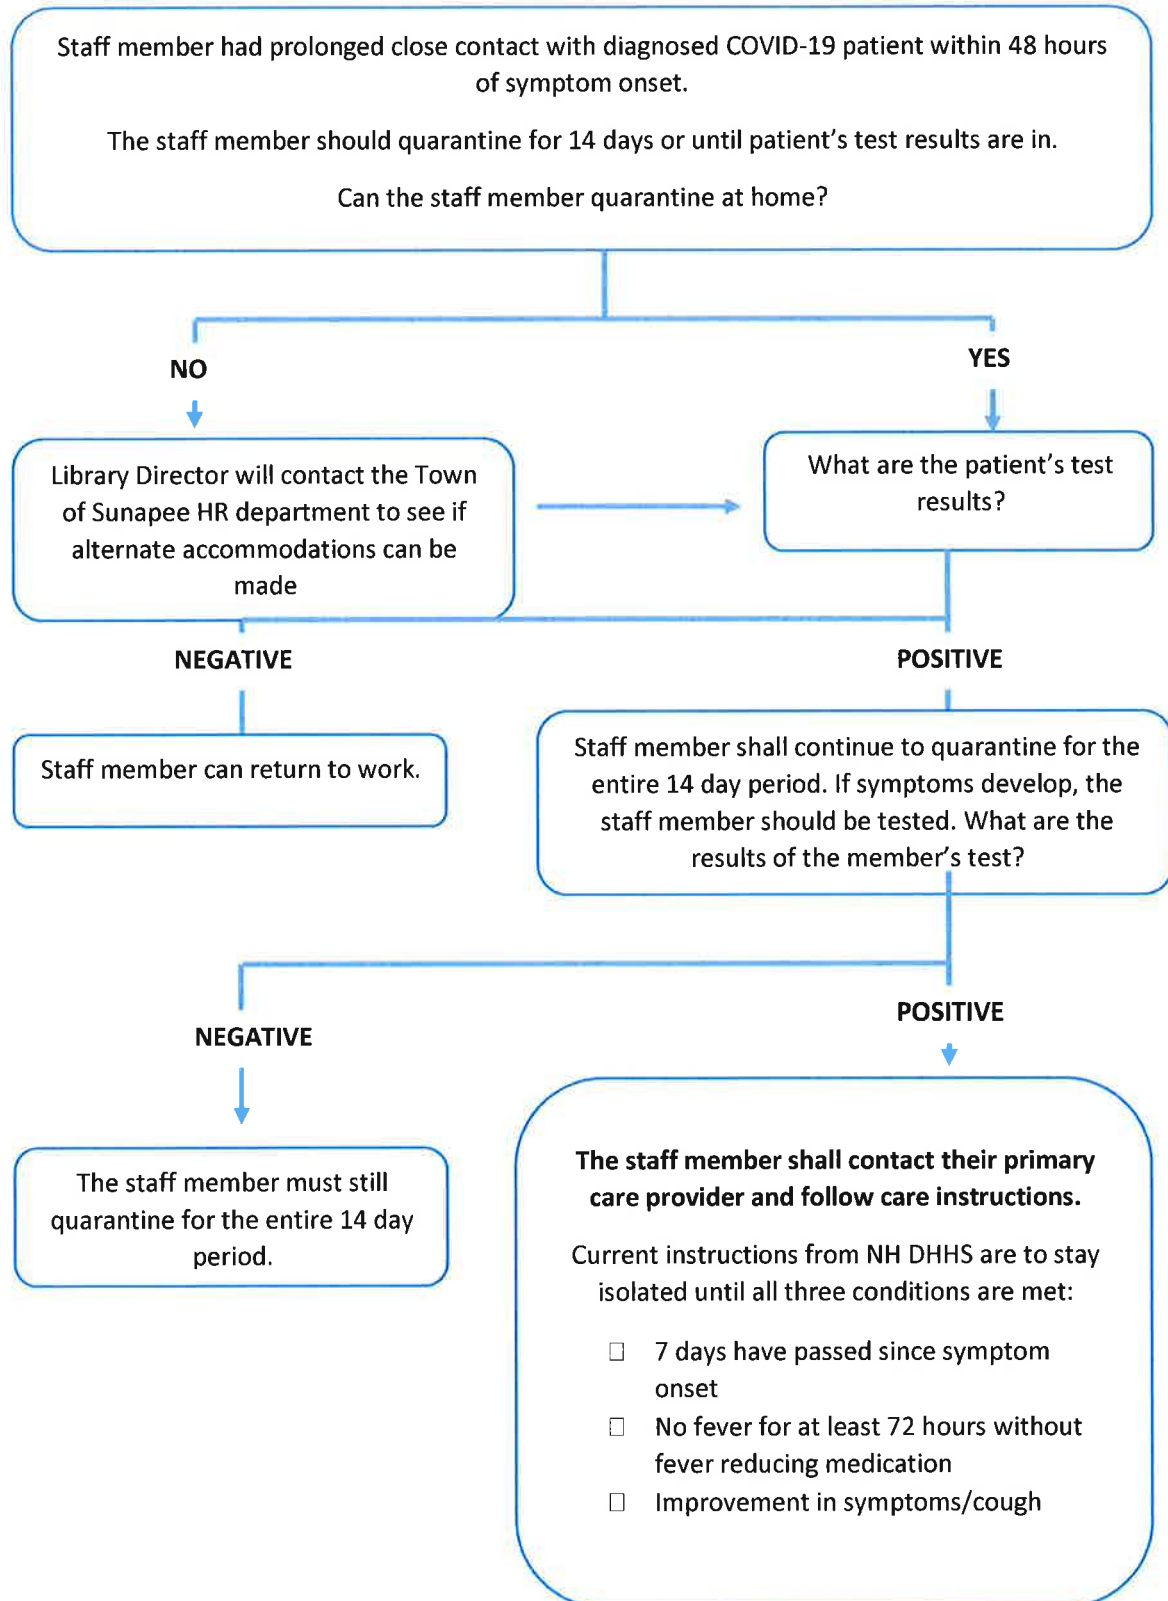 Staff member had prolonged close contact with diagnosed COVID-19 patient within 48 hours
of symptom onset.
The staff member should quarantine for 14 days or until patient's test results are in.
Can the staff member quarantine at home?
NO
YES
Library Director will contact the Town
of Sunapee HR department to see if
alternate accommodations can be
made
What are the patient's test
results?
NEGATIVE
POSITIVE
Staff member can return to work.
Staff member shall continue to quarantine for the
entire 14 day period. If symptoms develop, the
staff member should be tested. What are the
results of the member's test?
NEGATIVE
POSITIVE
The staff member must still
quarantine for the entire 14 day
period.
The staff member shall contact their primary
care provider and follow care instructions.
Current instructions from NH DHHS are to stay
isolated until all three conditions are met:
☐ 7 days have passed since symptom
onset
☐ No fever for at least 72 hours without
fever reducing medication
☐ Improvement in symptoms/cough